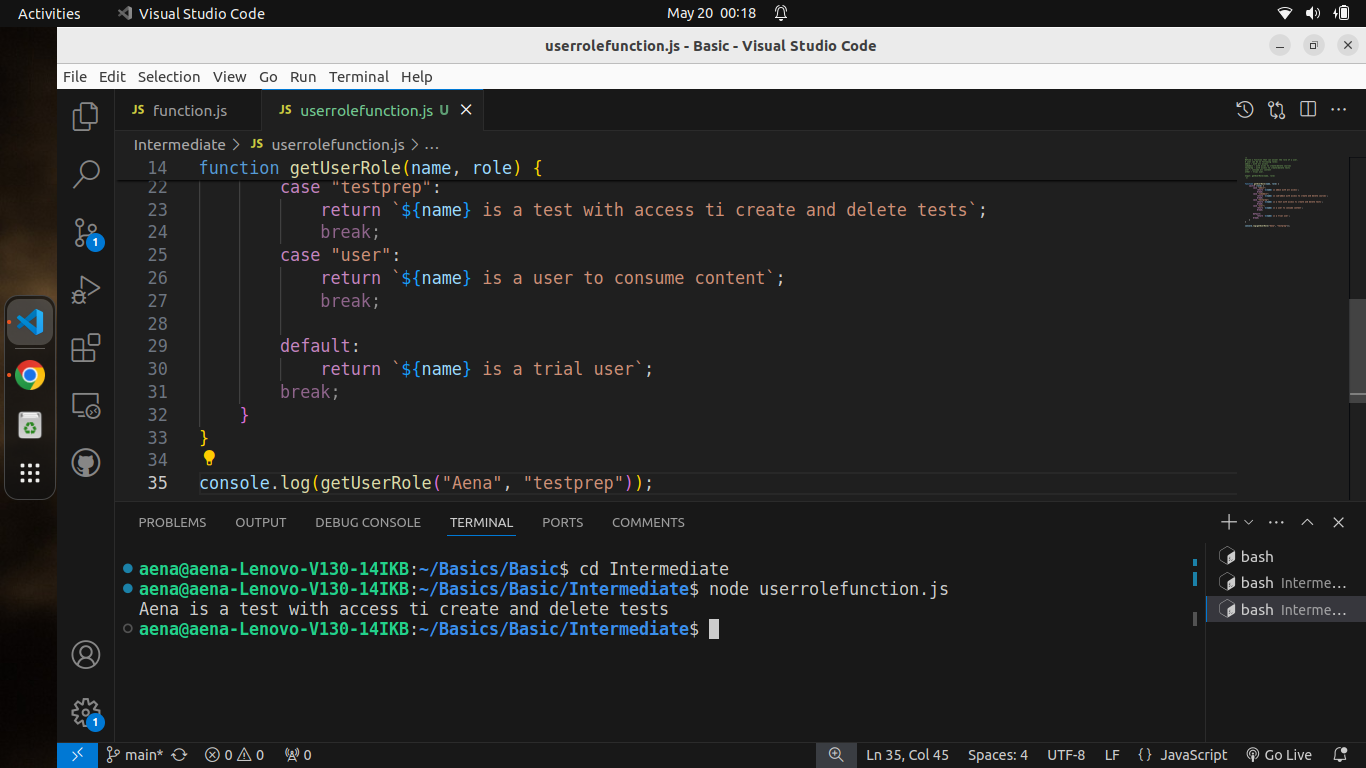 Activities
Visual Studio Code
May 20 00:18
userrolefunction.js - Basic - Visual Studio Code
File Edit Selection View Go Run Terminal Help
JS function.js
JS userrolefunction.js U
Intermediate > JS userrolefunction.js > ...
14 function getUserRole(name, role) {
22 case "testprep":
23 return `${name} is a test with access ti create and delete tests`;
24 break;
25 case "user":
26 return `${name} is a user to consume content`;
27 break;
28
29 default:
30 return `${name} is a trial user`;
31 break;
32 }
33 }
34
35 console.log(getUserRole("Aena", "testprep"));
1
1
PROBLEMS OUTPUT DEBUG CONSOLE TERMINAL PORTS COMMENTS
aena@aena-Lenovo-V130-14IKB:~/Basics/Basic$ cd Intermediate
aena@aena-Lenovo-V130-14IKB:~/Basics/Basic/Intermediate$ node userrolefunction.js
Aena is a test with access ti create and delete tests
aena@aena-Lenovo-V130-14IKB:~/Basics/Basic/Intermediate$
bash
bash Interme...
bash Interme...
main* 0 0 0
Ln 35, Col 45 Spaces: 4 UTF-8 LF {} JavaScript Go Live